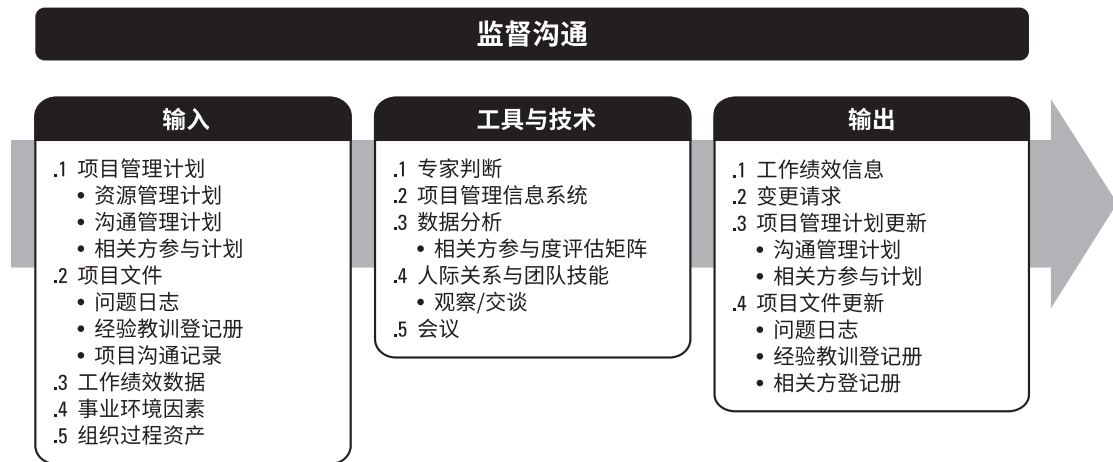 监督沟通
输入
.1 项目管理计划
• 资源管理计划
• 沟通管理计划
• 相关方参与计划
.2 项目文件
• 问题日志
• 经验教训登记册
• 项目沟通记录
.3 工作绩效数据
.4 事业环境因素
.5 组织过程资产
工具与技术
.1 专家判断
.2 项目管理信息系统
.3 数据分析
• 相关方参与度评估矩阵
.4 人际关系与团队技能
• 观察/交谈
.5 会议
输出
.1 工作绩效信息
.2 变更请求
.3 项目管理计划更新
• 沟通管理计划
• 相关方参与计划
.4 项目文件更新
• 问题日志
• 经验教训登记册
• 相关方登记册